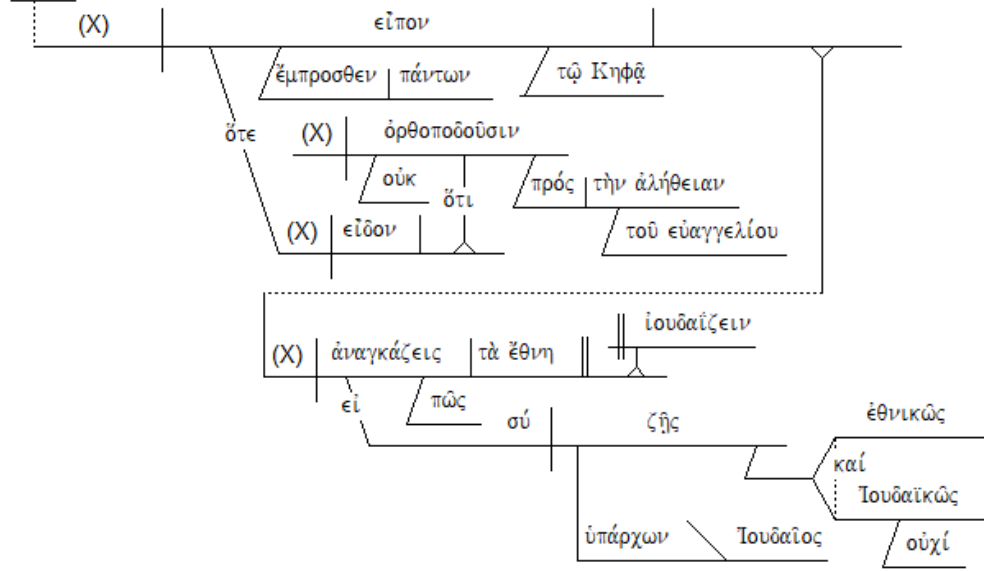 (X) εἶπον
ἔμπροσθεν πάντων τῷ Κηφᾷ
ὅτε (X) ὀρθοποδοῦσιν
οὐκ ὅτι πρός τὴν ἀλήθειαν
(X) εἶδον τοῦ εὐαγγελίου
ἰουδαΐζειν
(X) ἀναγκάζεις τὰ ἔθνη
εἰ πῶς
σύ ζῇς ἐθνικῶς
καί
Ἰουδαϊκῶς
ὑπάρχων Ἰουδαῖος οὐχί